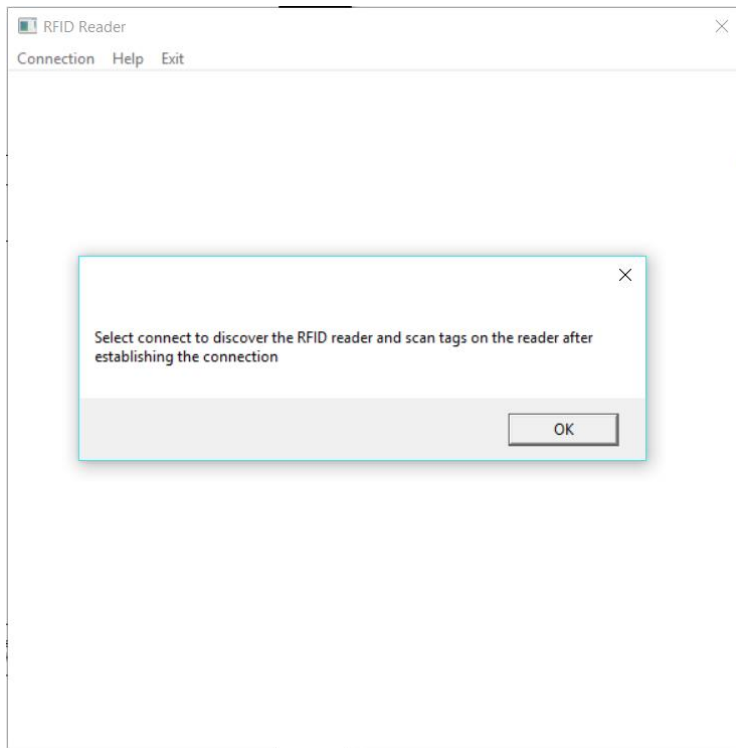 RFID Reader
Connection Help Exit
Select connect to discover the RFID reader and scan tags on the reader after
establishing the connection
OK